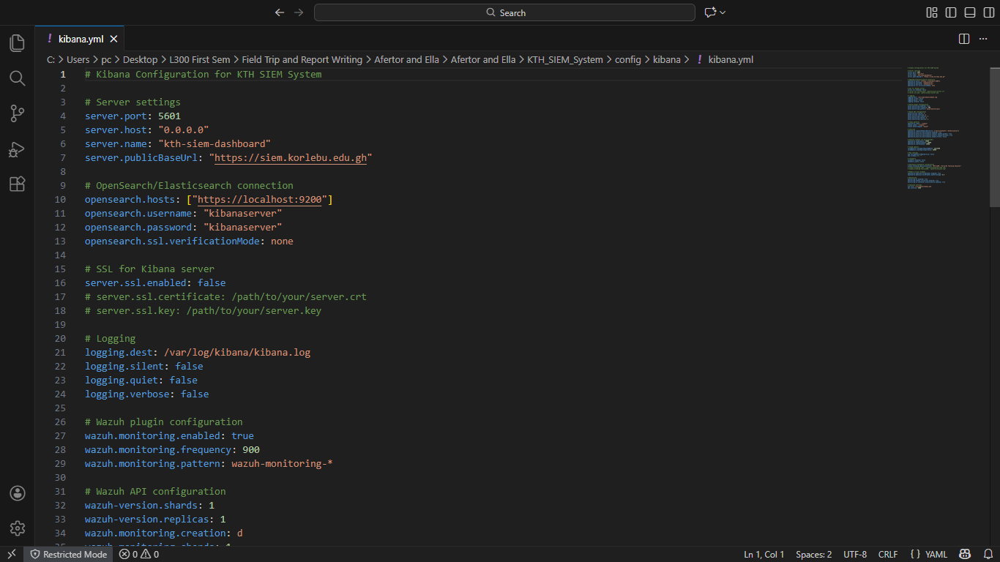 Search
kibana.yml
C: > Users > pc > Desktop > L300 First Sem > Field Trip and Report Writing > Afertor and Ella > Afertor and Ella > KTH_SIEM_System > config > kibana > ! kibana.yml
1 # Kibana Configuration for KTH SIEM System
2
3 # Server settings
4 server.port: 5601
5 server.host: "0.0.0.0"
6 server.name: "kth-siem-dashboard"
7 server.publicBaseUrl: "https://siem.korlebu.edu.gh"
8
9 # OpenSearch/Elasticsearch connection
10 opensearch.hosts: ["https://localhost:9200"]
11 opensearch.username: "kibanaserver"
12 opensearch.password: "kibanaserver"
13 opensearch.ssl.verificationMode: none
14
15 # SSL for Kibana server
16 server.ssl.enabled: false
17 # server.ssl.certificate: /path/to/your/server.crt
18 # server.ssl.key: /path/to/your/server.key
19
20 # Logging
21 logging.dest: /var/log/kibana/kibana.log
22 logging.silent: false
23 logging.quiet: false
24 logging.verbose: false
25
26 # Wazuh plugin configuration
27 wazuh.monitoring.enabled: true
28 wazuh.monitoring.frequency: 900
29 wazuh.monitoring.pattern: wazuh-monitoring-*
30
31 # Wazuh API configuration
32 wazuh-version.shards: 1
33 wazuh-version.replicas: 1
34 wazuh.monitoring.creation: d
Restricted Mode 0 0 Ln 1, Col 1 Spaces: 2 UTF-8 CRLF { } YAML